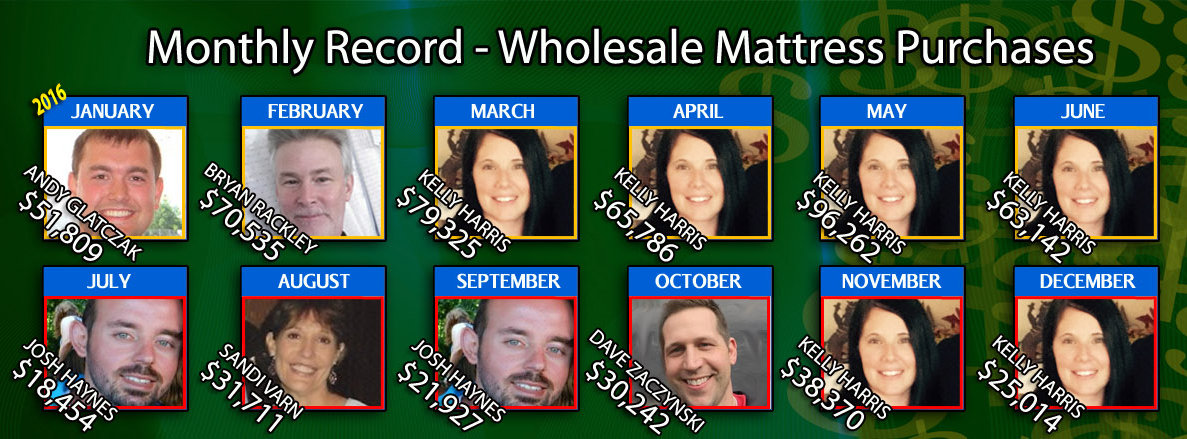 Monthly Record - Wholesale Mattress Purchases
2016
JANUARY
ANDY GLATCZAK
$51,809
FEBRUARY
BRYAN RACKLEY
$70,535
MARCH
KELLY HARRIS
$79,325
APRIL
KELLY HARRIS
$65,786
MAY
KELLY HARRIS
$96,262
JUNE
KELLY HARRIS
$63,142
JULY
JOSH HAYNES
$18,454
AUGUST
SANDI VARN
$31,711
SEPTEMBER
JOSH HAYNES
$21,927
OCTOBER
DAVE ZACZYNSKI
$30,242
NOVEMBER
KELLY HARRIS
$38,370
DECEMBER
KELLY HARRIS
$25,014